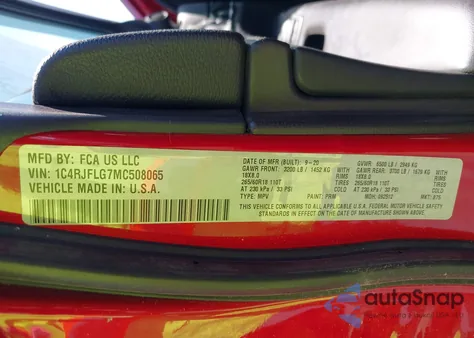 MFD BY: FCA US LLC
VIN: 1C4RJFLG7MC508065
VEHICLE MADE IN: U.S.A.
DATE OF MFR (BUILT): 9-20 GVWR: 6500 LB / 2948 KG
GAWR FRONT: 3200 LB / 1452 KG WITH GAWR REAR: 3700 LB / 1678 KG WITH
18X8.0 RIMS 18X8.0 RIMS
265/60R18 110T 265/60R18 110T
AT 230 kPa / 33 PSI AT 230 kPa / 33 PSI
TYPE: MPV PAINT: PRM MDH:
THIS VEHICLE CONFORMS TO ALL APPLICABLE U.S.A. FEDERAL MOTOR VEHICLE SAFETY
STANDARDS IN EFFECT ON THE DATE OF MANUFACTURE SHOWN ABOVE.
autoSnap